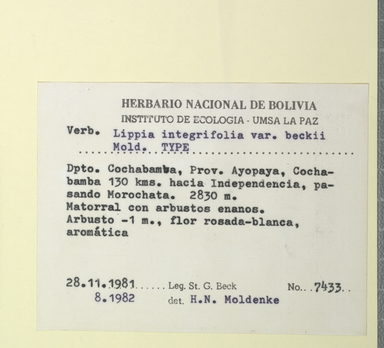 HERBARIO NACIONAL DE BOLIVIA
INSTITUTO DE ECOLOGIA - UMSA LA PAZ
Verb. Lippia integrifolia var. beckii
Mold. TYPE
Dpto. Cochabamba, Prov. Ayopaya, Cocha-
bamba 130 kms. hacia Independencia, pa-
sando Morochata. 2830 m.
Matorral con arbustos enanos.
Arbusto -1 m., flor rosada-blanca,
aromática
28.11.1981...... Leg. St. G. Beck No...7433..
8.1982 det. H.N. Moldenke